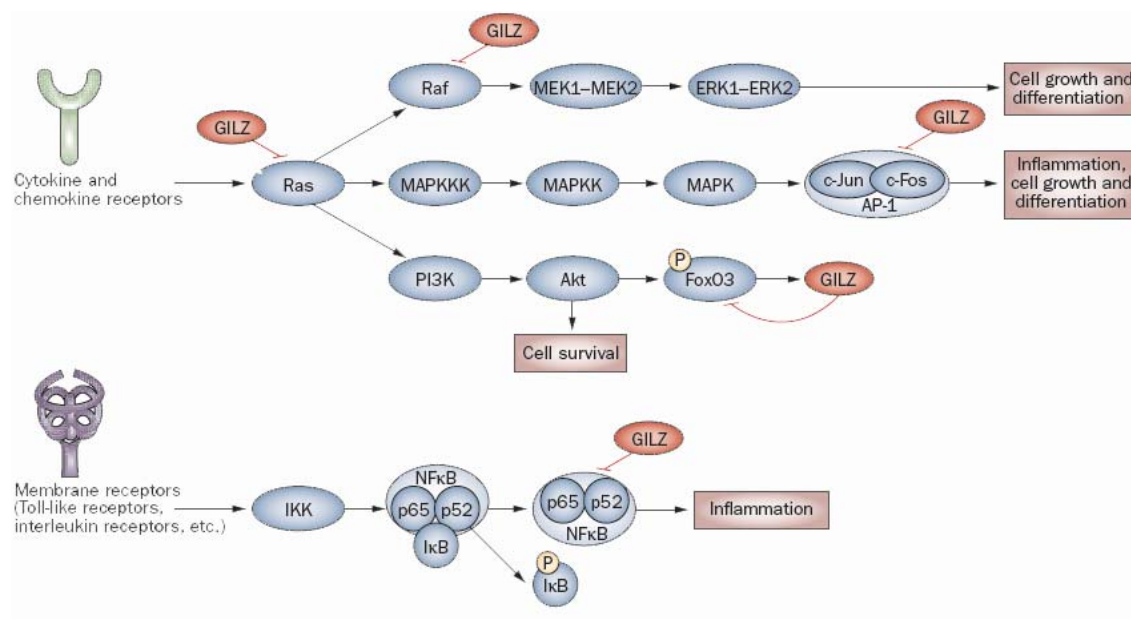 GILZ
Raf
MEK1–MEK2
ERK1–ERK2
Cell growth and
differentiation
GILZ
GILZ
Cytokine and
chemokine receptors
Ras
MAPKKK
MAPKK
MAPK
c-Jun
c-Fos
AP-1
Inflammation,
cell growth and
differentiation
PI3K
Akt
P
FoxO3
GILZ
Cell survival
GILZ
Membrane receptors
(Toll-like receptors,
interleukin receptors, etc.)
IKK
NFκB
p65
p52
IκB
p65
p52
NFκB
Inflammation
P
IκB